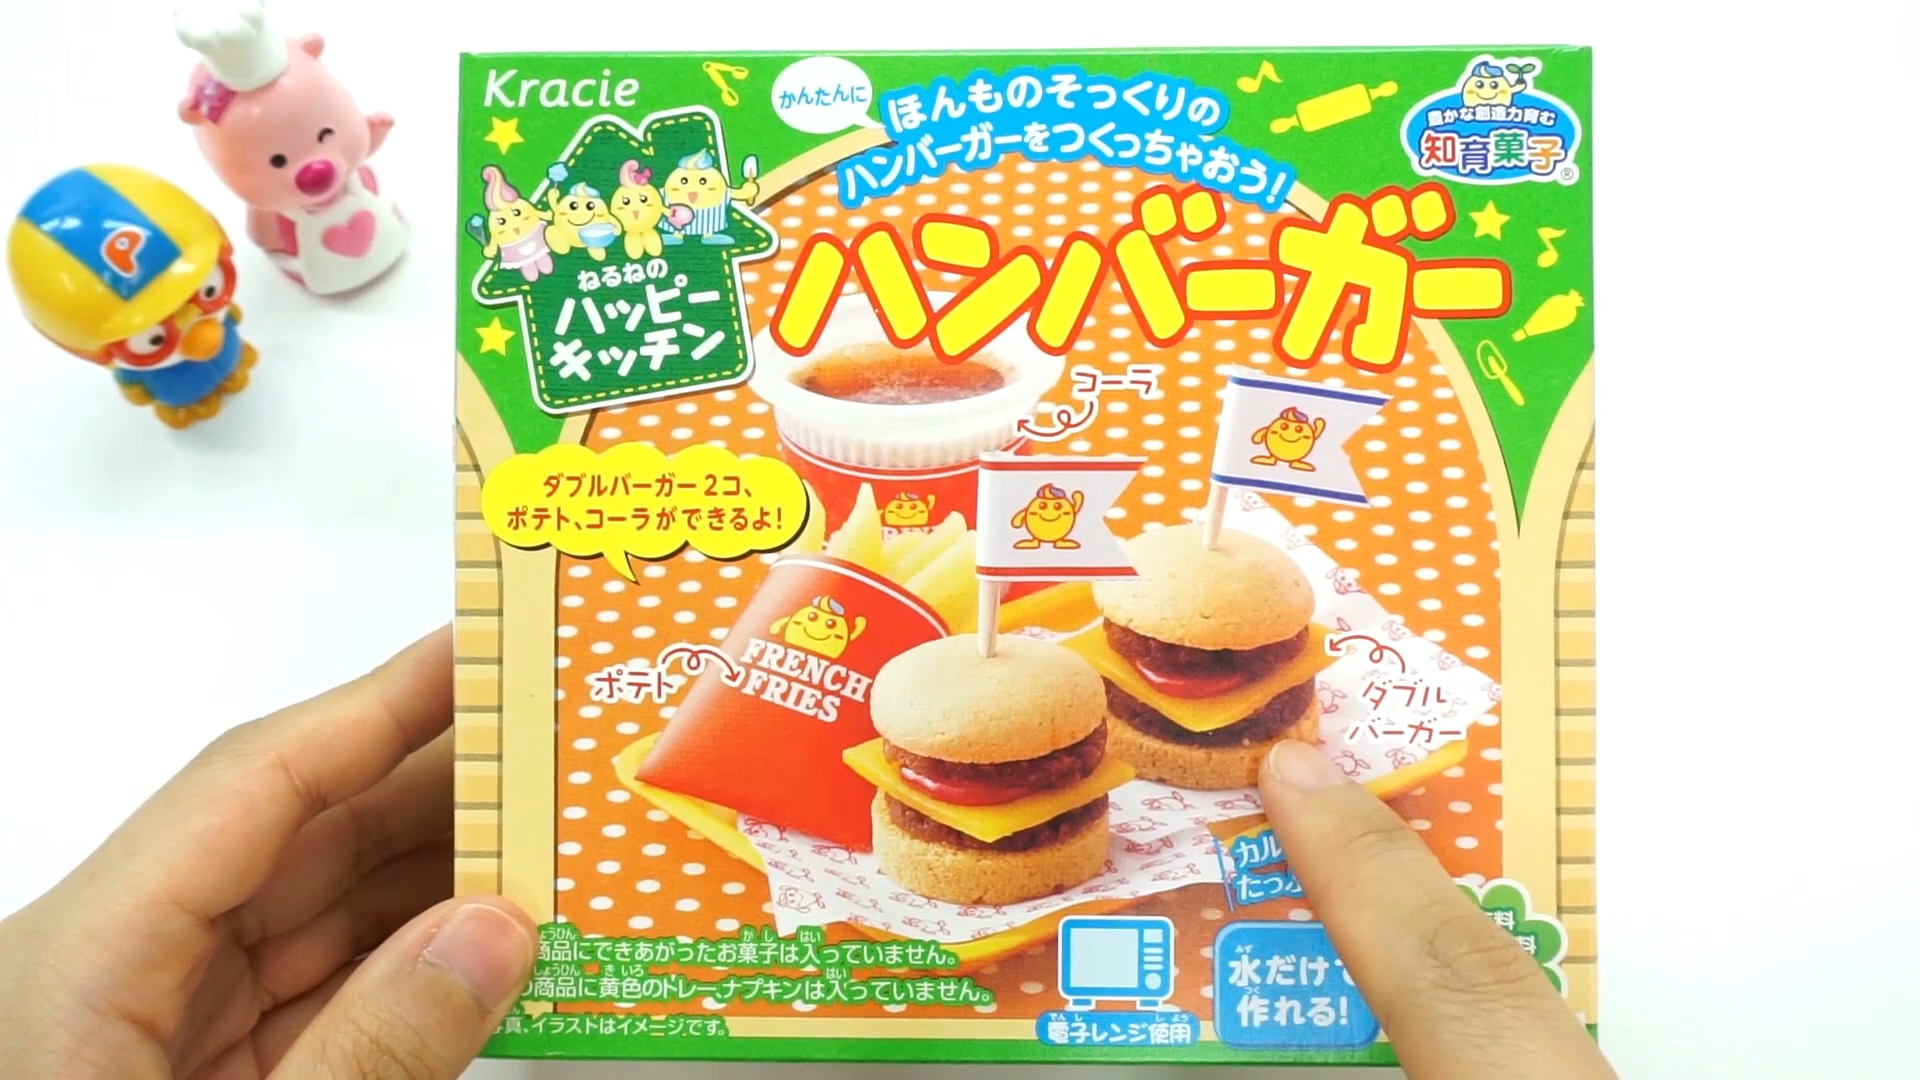 Kracie
かんたんに
ほんものそっくりの
ハンバーガーをつくっちゃおう!
豊かな創造力育む
知育菓子®
ねるねの
ハッピー
キッチン
ハンバーガー
コーラ
ダブルバーガー2コ、
ポテト、コーラができるよ!
ポテト
FRENCH
FRIES
ダブル
バーガー
カル
たっぷ
商品にできあがったお菓子は入っていません。
商品に黄色のトレー、ナプキンは入っていません。
真、イラストはイメージです。
電子レンジ使用
水だけで
作れる!
P